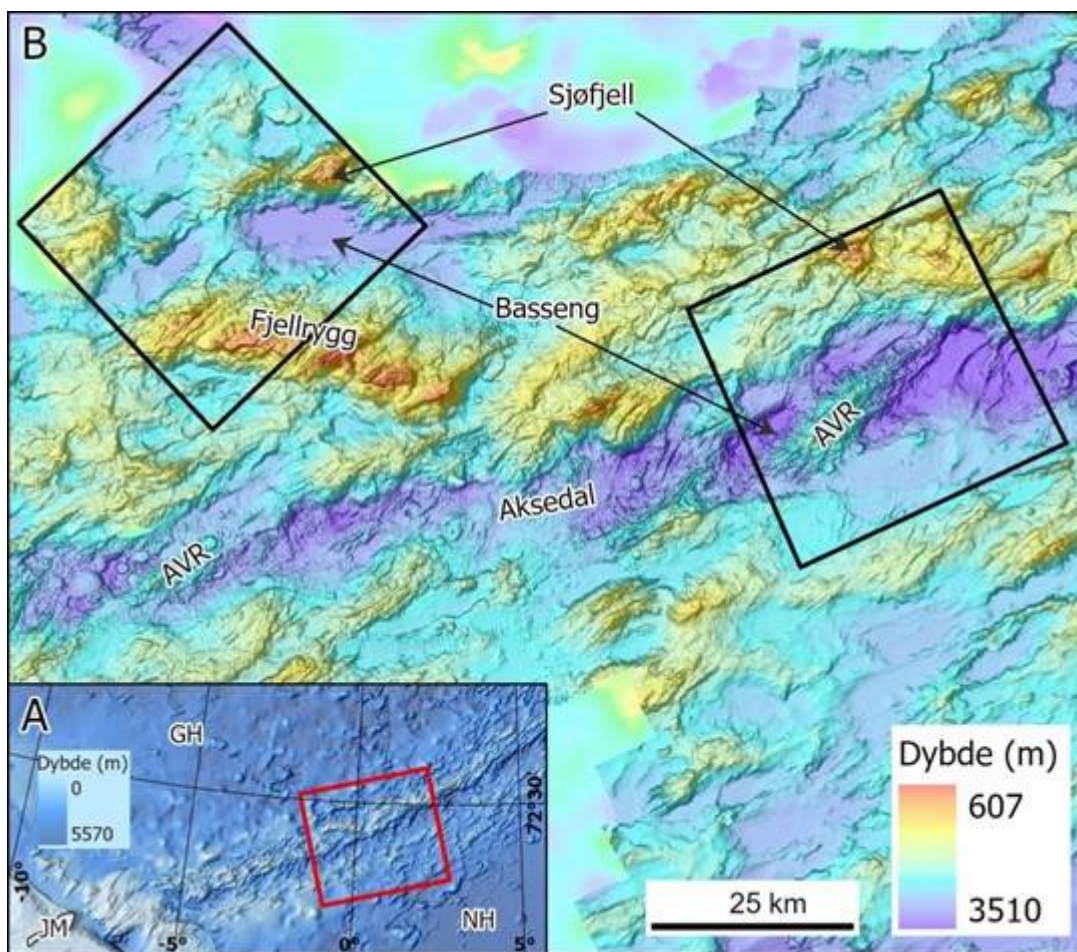 B
Sjøfjell
Basseng
Fjellrygg
AVR
Aksedal
AVR
A
GH
Dybde (m)
0
5570
72°30'
-10°
JM
-5°
0°
NH
5°
Dybde (m)
607
3510
25 km